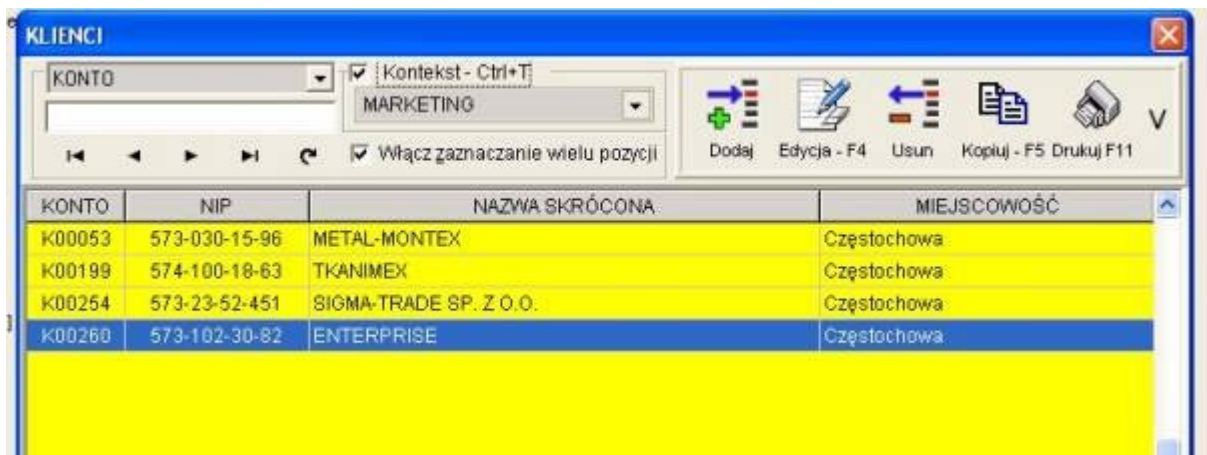 KLIENCI
KONTO
Kontekst - Ctrl+T
MARKETING
Włącz zaznaczanie wielu pozycji
Dodaj Edycja - F4 Usun Kopiuj - F5 Drukuj F11
KONTO NIP NAZWA SKRÓCONA MIEJSCOWOŚĆ
K00053 573-030-15-96 METAL-MONTEX Częstochowa
K00199 574-100-18-63 TKANIMEX Częstochowa
K00254 573-23-52-451 SIGMA-TRADE SP. Z O.O. Częstochowa
K00260 573-102-30-82 ENTERPRISE Częstochowa